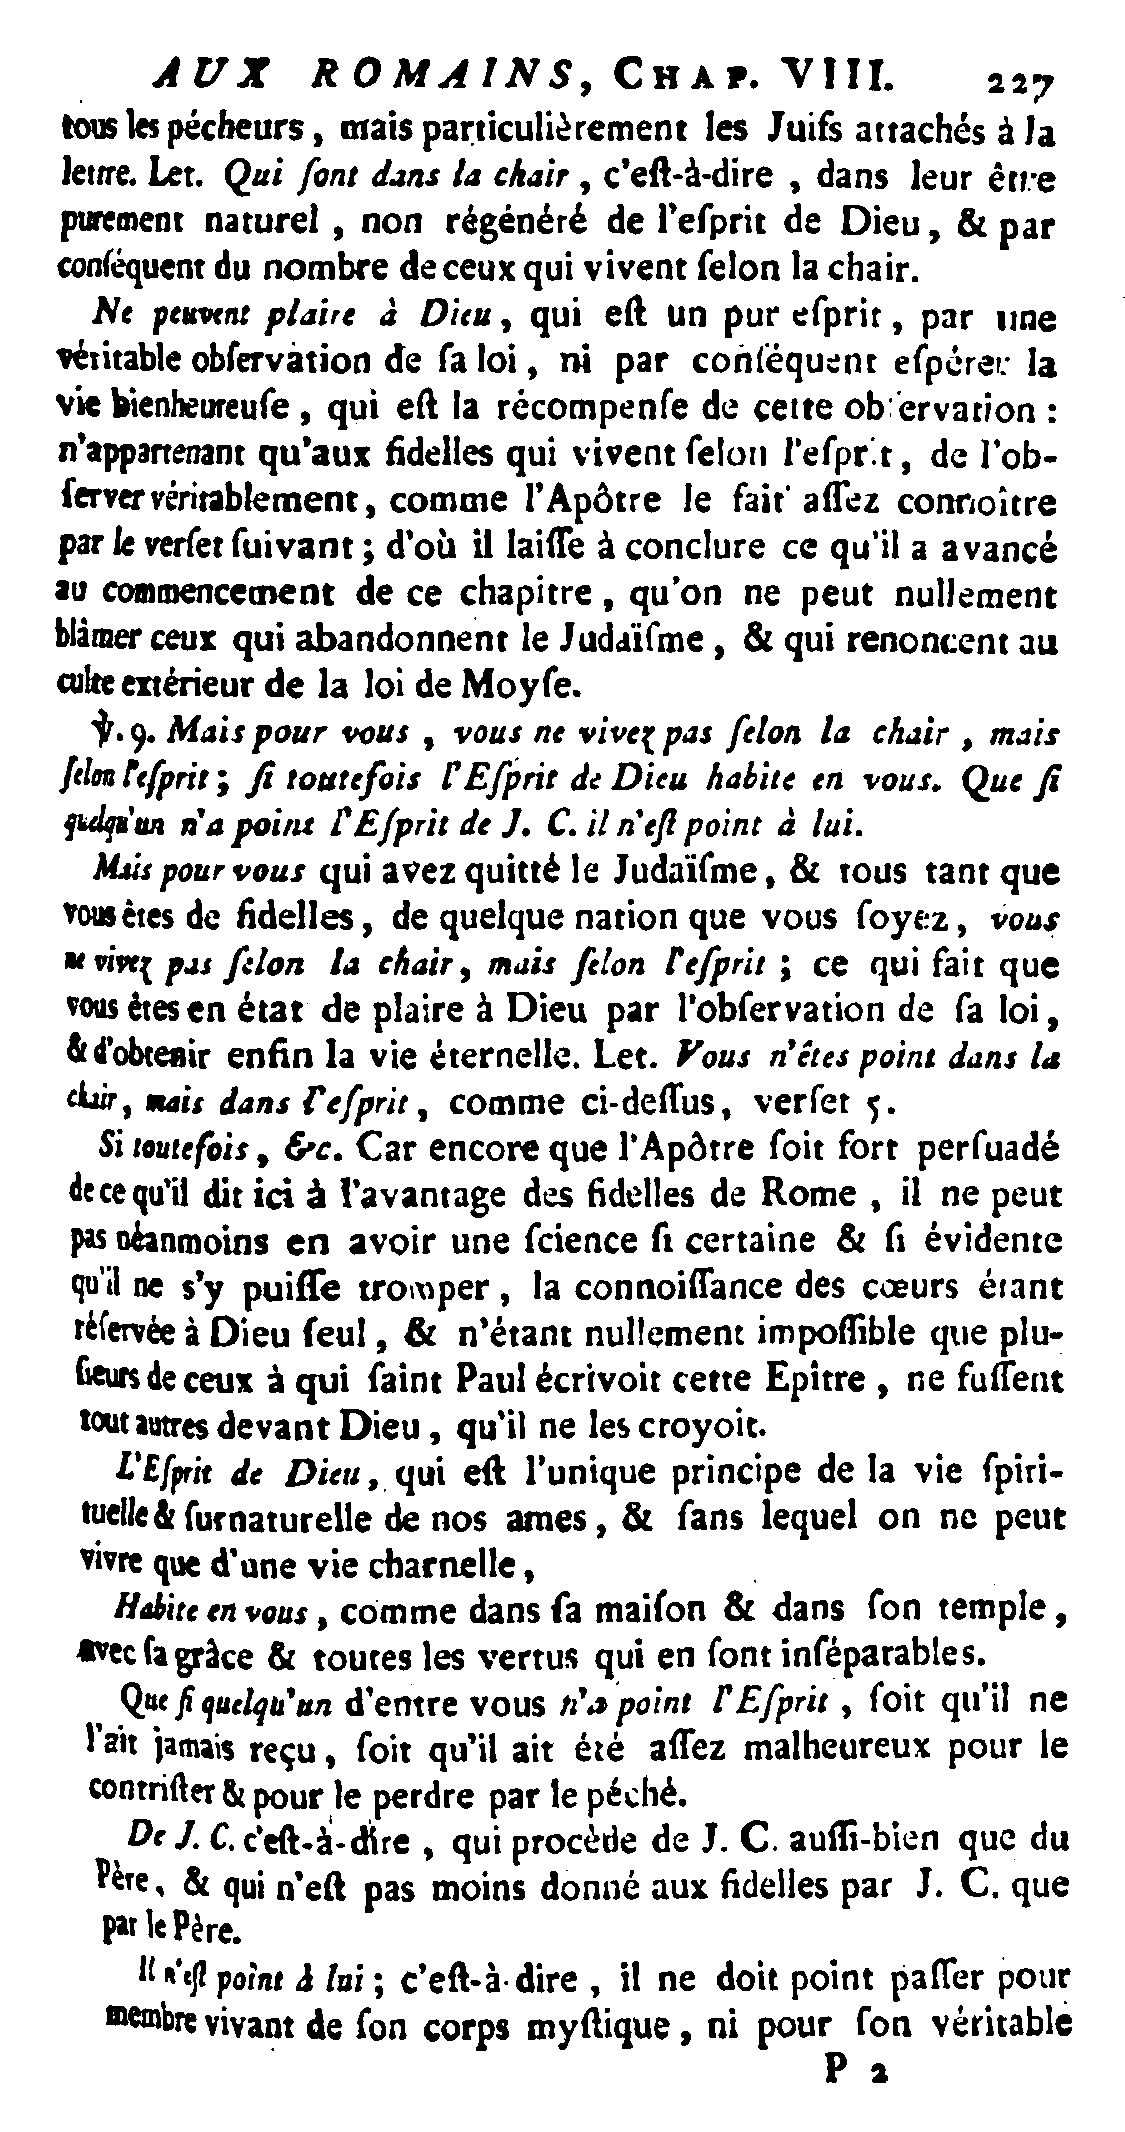 AUX ROMAINS, CHAP. VIII. 227
tous les pécheurs, mais particulièrement les Juifs attachés à la
lettre. Let. Qui ſont dans la chair, c'eſt-à-dire, dans leur être
purement naturel, non régénéré de l'eſprit de Dieu, & par
conſéquent du nombre de ceux qui vivent ſelon la chair.
Ne peuvent plaire à Dieu, qui eſt un pur eſprit, par une
véritable obſervation de ſa loi, ni par conſéquent eſpérer la
vie bienheureuſe, qui eſt la récompenſe de cette obſervation :
n'appartenant qu'aux fidelles qui vivent ſelon l'eſprit, de l'ob-
ſerver véritablement, comme l'Apôtre le fait aſſez connoître
par le verſet ſuivant ; d'où il laiſſe à conclure ce qu'il a avancé
au commencement de ce chapitre, qu'on ne peut nullement
blâmer ceux qui abandonnent le Judaïſme, & qui renoncent au
culte extérieur de la loi de Moyſe.
℣. 9. Mais pour vous, vous ne vivez pas ſelon la chair, mais
ſelon l'eſprit ; ſi toutefois l'Eſprit de Dieu habite en vous. Que ſi
quelqu'un n'a point l'Eſprit de J. C. il n'eſt point à lui.
Mais pour vous qui avez quitté le Judaïſme, & tous tant que
vous êtes de fidelles, de quelque nation que vous ſoyez, vous
ne vivez pas ſelon la chair, mais ſelon l'eſprit ; ce qui fait que
vous êtes en état de plaire à Dieu par l'obſervation de ſa loi,
& d'obtenir enfin la vie éternelle. Let. Vous n'êtes point dans la
chair, mais dans l'eſprit, comme ci-deſſus, verſet 5.
Si toutefois, &c. Car encore que l'Apôtre ſoit fort perſuadé
de ce qu'il dit ici à l'avantage des fidelles de Rome, il ne peut
pas néanmoins en avoir une ſcience ſi certaine & ſi évidente
qu'il ne s'y puiſſe tromper, la connoiſſance des cœurs étant
réſervée à Dieu ſeul, & n'étant nullement impoſſible que plu-
ſieurs de ceux à qui ſaint Paul écrivoit cette Epître, ne fuſſent
tout autres devant Dieu, qu'il ne les croyoit.
L'Eſprit de Dieu, qui eſt l'unique principe de la vie ſpiri-
tuelle & ſurnaturelle de nos ames, & ſans lequel on ne peut
vivre que d'une vie charnelle,
Habite en vous, comme dans ſa maiſon & dans ſon temple,
avec ſa grâce & toutes les vertus qui en ſont inſéparables.
Que ſi quelqu'un d'entre vous n'a point l'Eſprit, ſoit qu'il ne
l'ait jamais reçu, ſoit qu'il ait été aſſez malheureux pour le
contriſter & pour le perdre par le péché.
De J. C. c'eſt-à-dire, qui procède de J. C. auſſi-bien que du
Père, & qui n'eſt pas moins donné aux fidelles par J. C. que
par le Père.
Il n'eſt point à lui ; c'eſt-à-dire, il ne doit point paſſer pour
membre vivant de ſon corps myſtique, ni pour ſon véritable
P 2